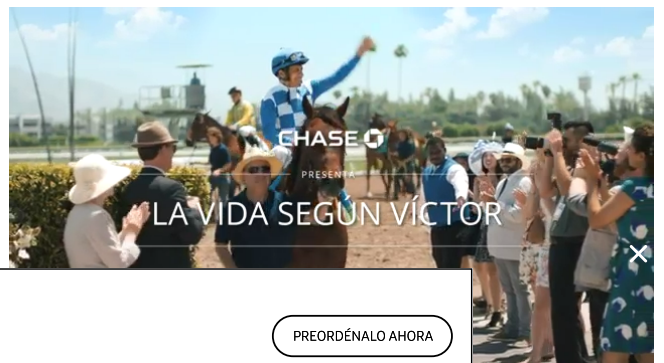 CHASE
PRESENTA
LA VIDA SEGÚN VÍCTOR
PREORDÉNALO AHORA